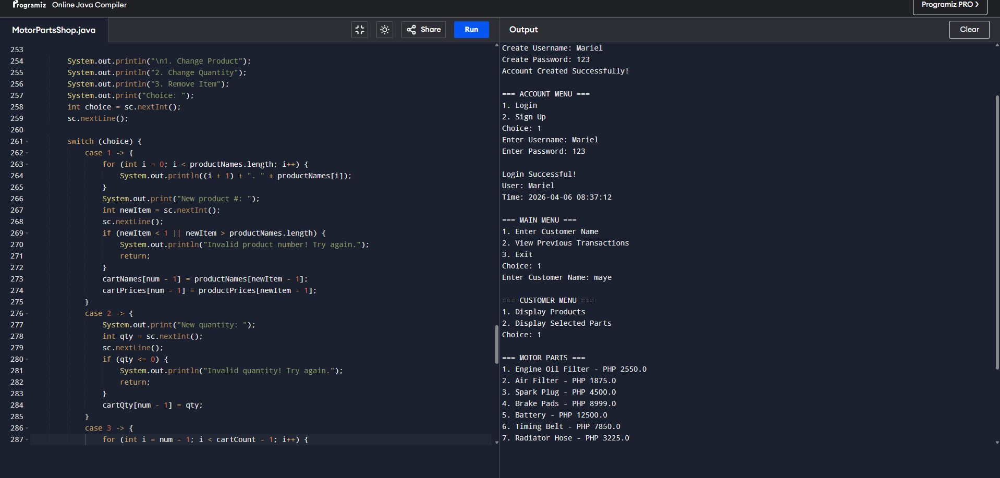 Programiz Online Java Compiler
Programiz PRO >
MotorPartsShop.java
Share
Run
Output
Clear
253
254 System.out.println("\n1. Change Product");
255 System.out.println("2. Change Quantity");
256 System.out.println("3. Remove Item");
257 System.out.print("Choice: ");
258 int choice = sc.nextInt();
259 sc.nextLine();
260
261 switch (choice) {
262 case 1 -> {
263 for (int i = 0; i < productNames.length; i++) {
264 System.out.println((i + 1) + ". " + productNames[i]);
265 }
266 System.out.print("New product #: ");
267 int newItem = sc.nextInt();
268 sc.nextLine();
269 if (newItem < 1 || newItem > productNames.length) {
270 System.out.println("Invalid product number! Try again.");
271 return;
272 }
273 cartNames[num - 1] = productNames[newItem - 1];
274 cartPrices[num - 1] = productPrices[newItem - 1];
275 }
276 case 2 -> {
277 System.out.print("New quantity: ");
278 int qty = sc.nextInt();
279 sc.nextLine();
280 if (qty <= 0) {
281 System.out.println("Invalid quantity! Try again.");
282 return;
283 }
284 cartQty[num - 1] = qty;
285 }
286 case 3 -> {
287 for (int i = num - 1; i < cartCount - 1; i++) {
Create Username: Mariel
Create Password: 123
Account Created Successfully!
=== ACCOUNT MENU ===
1. Login
2. Sign Up
Choice: 1
Enter Username: Mariel
Enter Password: 123
Login Successful!
User: Mariel
Time: 2026-04-06 08:37:12
=== MAIN MENU ===
1. Enter Customer Name
2. View Previous Transactions
3. Exit
Choice: 1
Enter Customer Name: maye
=== CUSTOMER MENU ===
1. Display Products
2. Display Selected Parts
Choice: 1
=== MOTOR PARTS ===
1. Engine Oil Filter - PHP 2550.0
2. Air Filter - PHP 1875.0
3. Spark Plug - PHP 4500.0
4. Brake Pads - PHP 8999.0
5. Battery - PHP 12500.0
6. Timing Belt - PHP 7850.0
7. Radiator Hose - PHP 3225.0